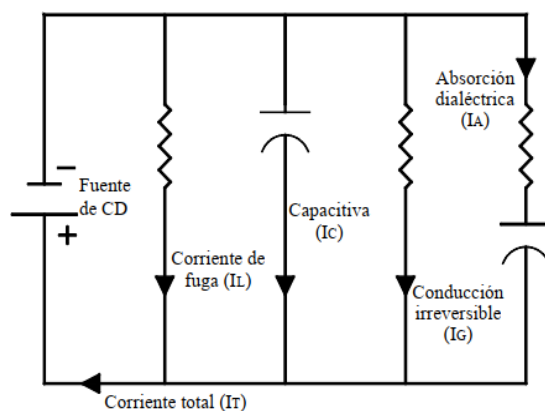 Absorción
dialéctrica
(IA)
−
Fuente
de CD
+
Capacitiva
(IC)
Corriente de
fuga (IL)
Conducción
irreversible
(IG)
Corriente total (IT)